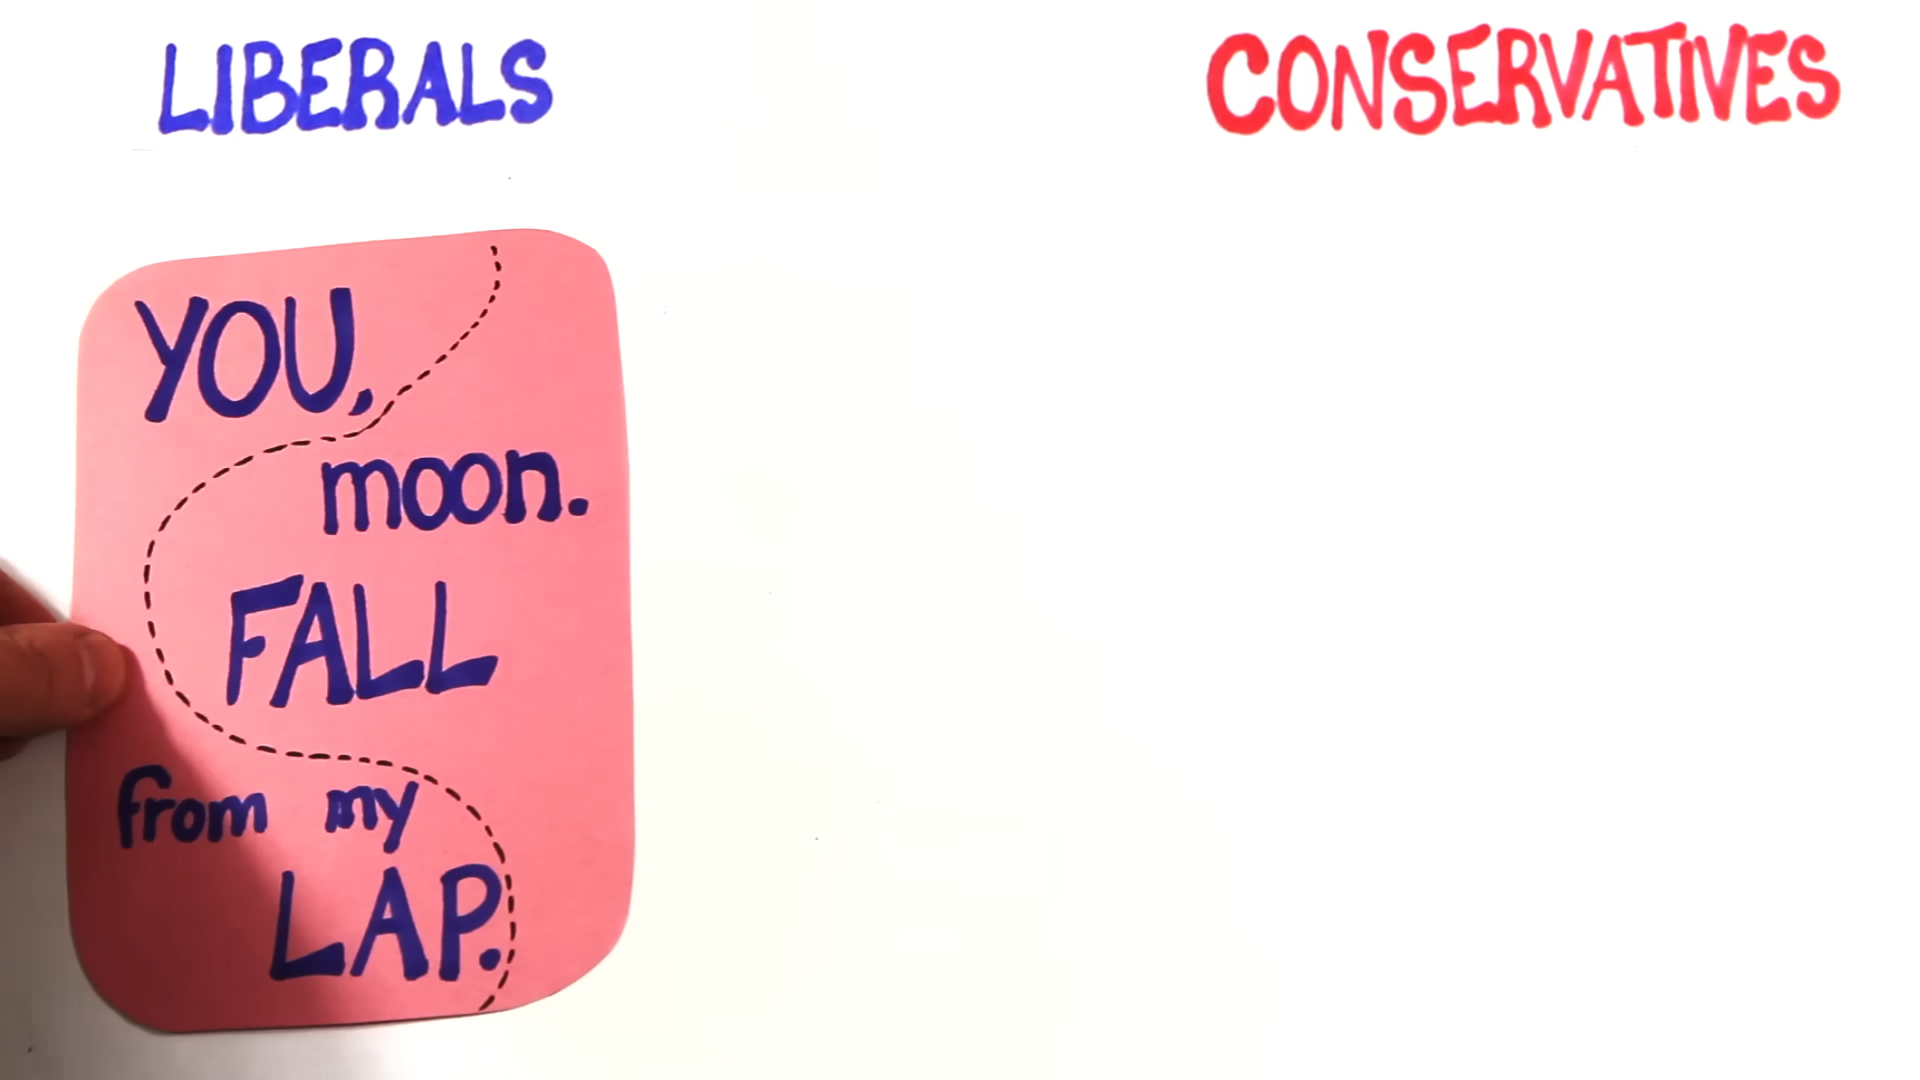 LIBERALS
CONSERVATIVES
YOU,
moon.
FALL
from my
LAP.